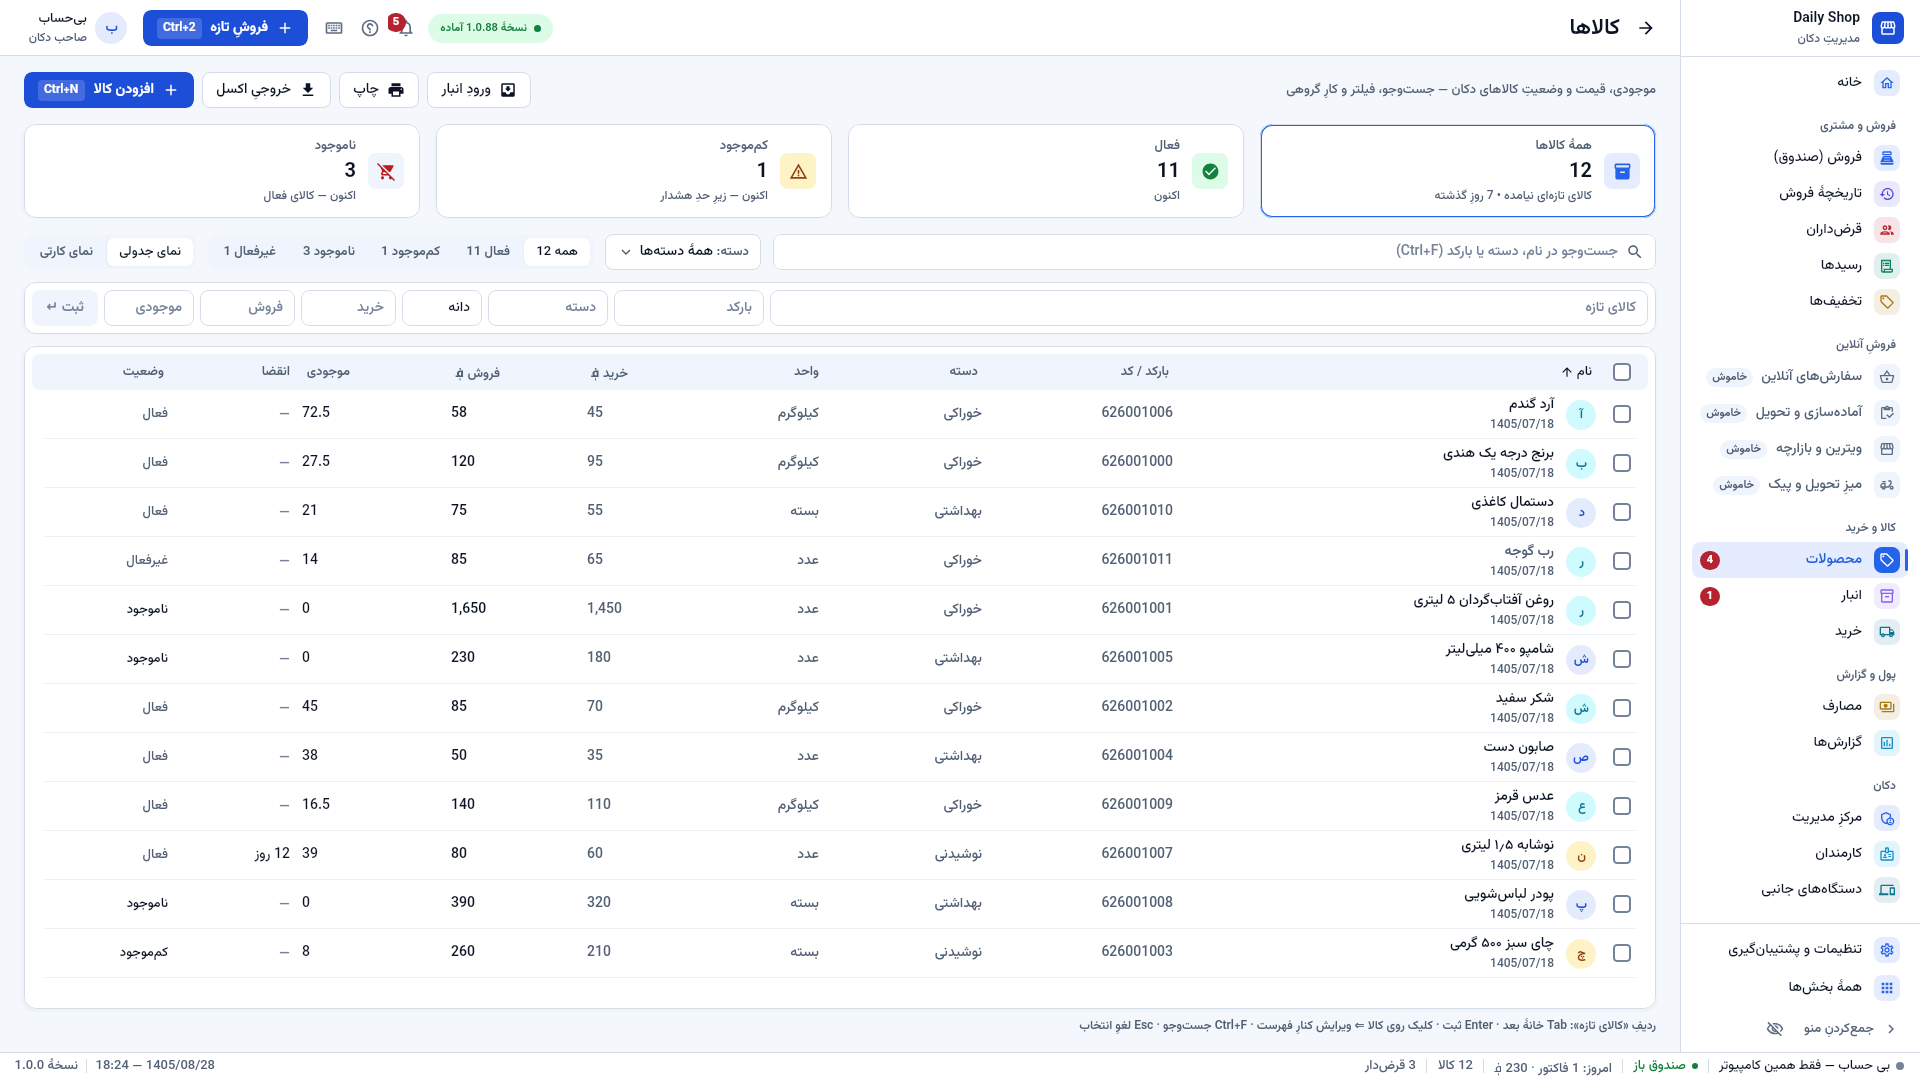 Daily Shop
مدیریتِ دکان
خانه
فروش و مشتری
فروش (صندوق)
تاریخچهٔ فروش
قرض‌داران
رسیدها
تخفیف‌ها
فروشِ آنلاین
سفارش‌های آنلاین خاموش
آماده‌سازی و تحویل خاموش
ویترین و بازارچه خاموش
میزِ تحویل و پیک خاموش
کالا و خرید
محصولات 4
انبار 1
خرید
پول و گزارش
مصارف
گزارش‌ها
دکان
مرکزِ مدیریت
کارمندان
دستگاه‌های جانبی
تنظیمات و پشتیبان‌گیری
همهٔ بخش‌ها
جمع‌کردنِ منو
کالاها
نسخهٔ 1.0.88 آماده
5
فروشِ تازه Ctrl+2
بی‌حساب
صاحب دکان
ب
موجودی، قیمت و وضعیتِ کالاهای دکان — جست‌وجو، فیلتر و کارِ گروهی
ورودِ انبار
چاپ
خروجیِ اکسل
افزودن کالا Ctrl+N
همهٔ کالاها
12
کالای تازه‌ای نیامده • 7 روزِ گذشته
فعال
11
اکنون
کم‌موجود
1
اکنون — زیرِ حدِ هشدار
ناموجود
3
اکنون — کالای فعال
جست‌وجو در نام، دسته یا بارکد (Ctrl+F)
دسته: همهٔ دسته‌ها
همه 12 فعال 11 کم‌موجود 1 ناموجود 3 غیرفعال 1
نمای جدولی نمای کارتی
کالای تازه بارکد دسته دانه خرید فروش موجودی ثبت ↵
نام ↑ بارکد / کد دسته واحد خرید ؋ فروش ؋ موجودی انقضا وضعیت
آ آرد گندم 626001006 خوراکی کیلوگرم 45 58 72.5 — فعال
1405/07/18
ب برنج درجه یک هندی 626001000 خوراکی کیلوگرم 95 120 27.5 — فعال
1405/07/18
د دستمال کاغذی 626001010 بهداشتی بسته 55 75 21 — فعال
1405/07/18
ر رب گوجه 626001011 خوراکی عدد 65 85 14 — غیرفعال
1405/07/18
ر روغن آفتاب‌گردان ۵ لیتری 626001001 خوراکی عدد 1,450 1,650 0 — ناموجود
1405/07/18
ش شامپو ۴۰۰ میلی‌لیتر 626001005 بهداشتی عدد 180 230 0 — ناموجود
1405/07/18
ش شکر سفید 626001002 خوراکی کیلوگرم 70 85 45 — فعال
1405/07/18
ص صابون دست 626001004 بهداشتی عدد 35 50 38 — فعال
1405/07/18
ع عدس قرمز 626001009 خوراکی کیلوگرم 110 140 16.5 — فعال
1405/07/18
ن نوشابه ۱٫۵ لیتری 626001007 نوشیدنی عدد 60 80 39 12 روز فعال
1405/07/18
پ پودر لباس‌شویی 626001008 بهداشتی بسته 320 390 0 — ناموجود
1405/07/18
چ چای سبز ۵۰۰ گرمی 626001003 نوشیدنی بسته 210 260 8 — کم‌موجود
1405/07/18
ردیفِ «کالای تازه»: Tab خانهٔ بعد · Enter ثبت · کلیک روی کالا ⇐ ویرایش کنارِ فهرست · Ctrl+F جست‌وجو · Esc لغوِ انتخاب
بی حساب — فقط همین کامپیوتر
صندوق باز
امروز: 1 فاکتور · 230 ؋
12 کالا
3 قرض‌دار
1405/08/28 — 18:24
نسخهٔ 1.0.0